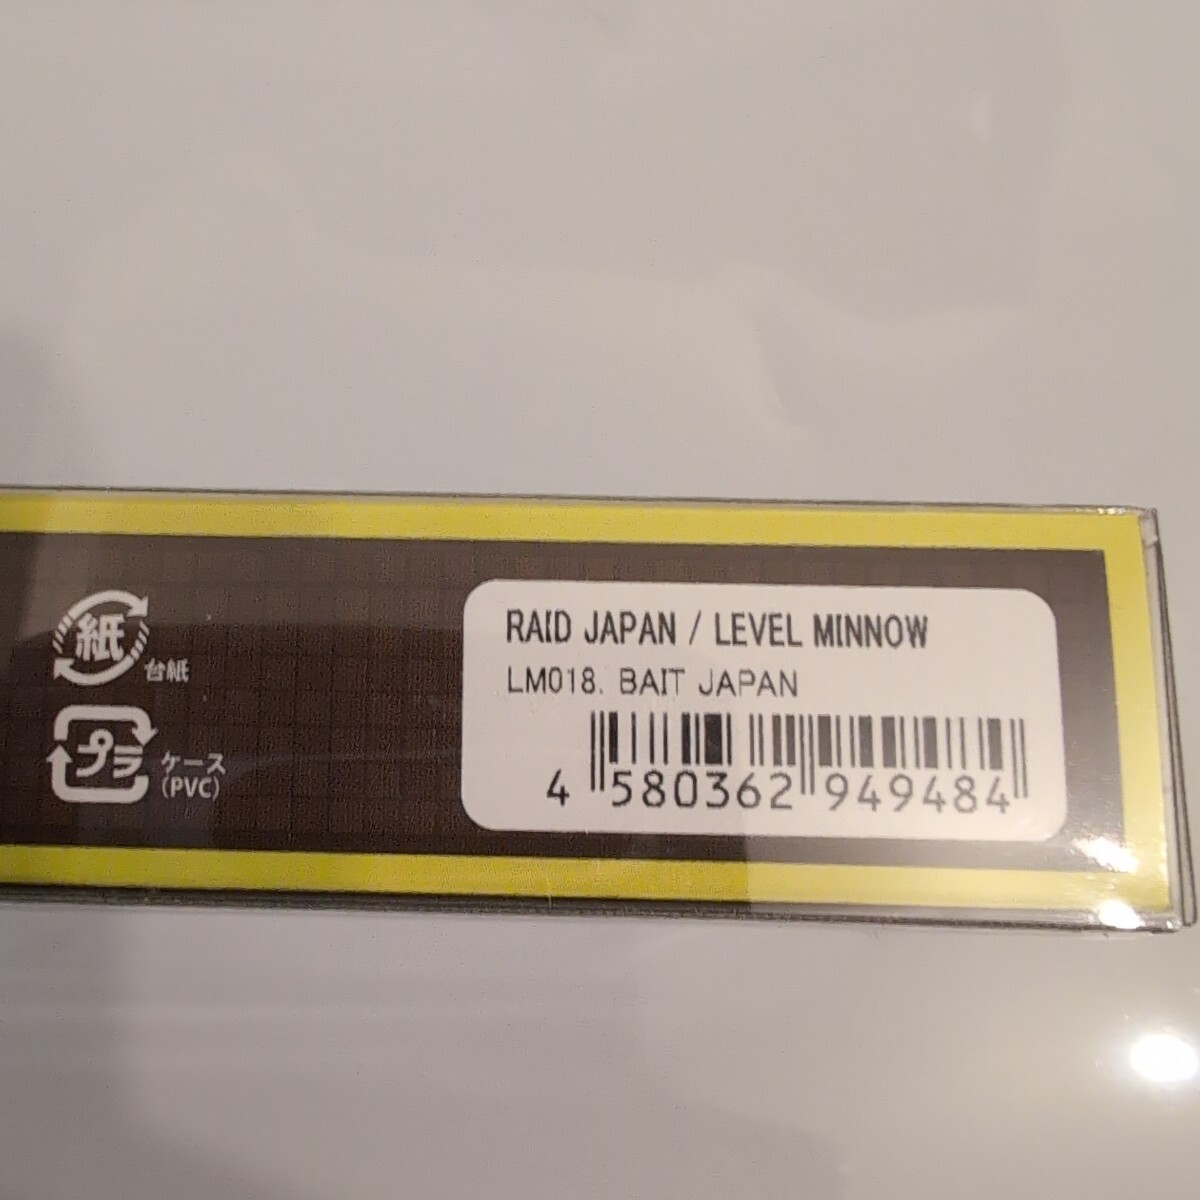 紙
台紙
プラ
ケース
(PVC)
RAID JAPAN / LEVEL MINNOW
LM018. BAIT JAPAN
4 580362 949484